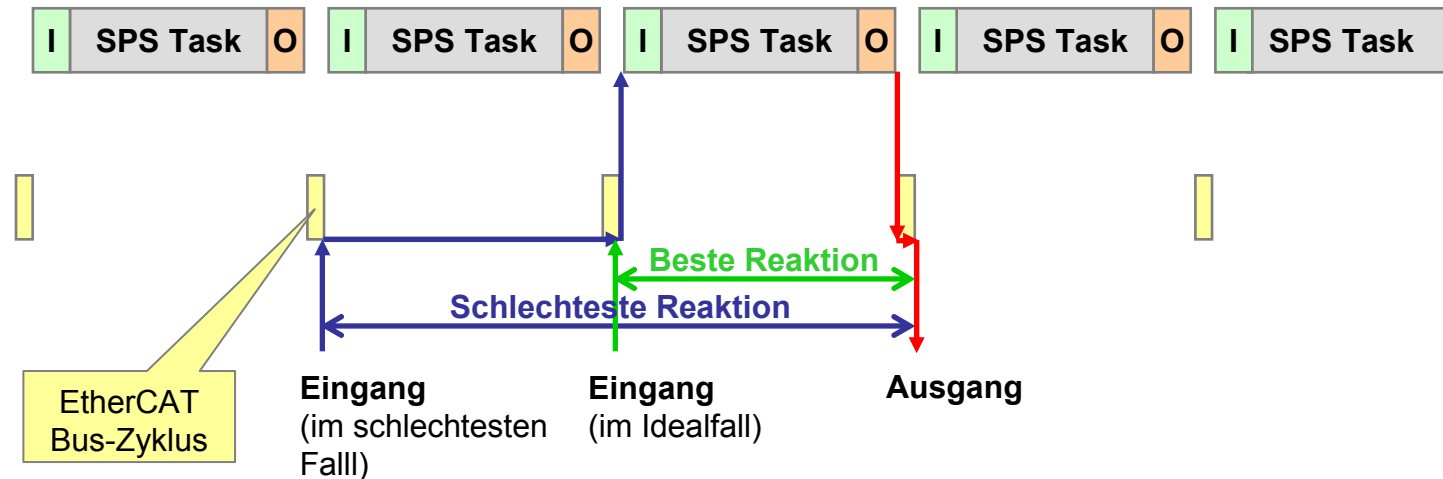 I SPS Task O I SPS Task O I SPS Task O I SPS Task O I SPS Task
Beste Reaktion
Schlechteste Reaktion
EtherCAT
Bus-Zyklus
Eingang
(im schlechtesten
Falll)
Eingang
(im Idealfall)
Ausgang